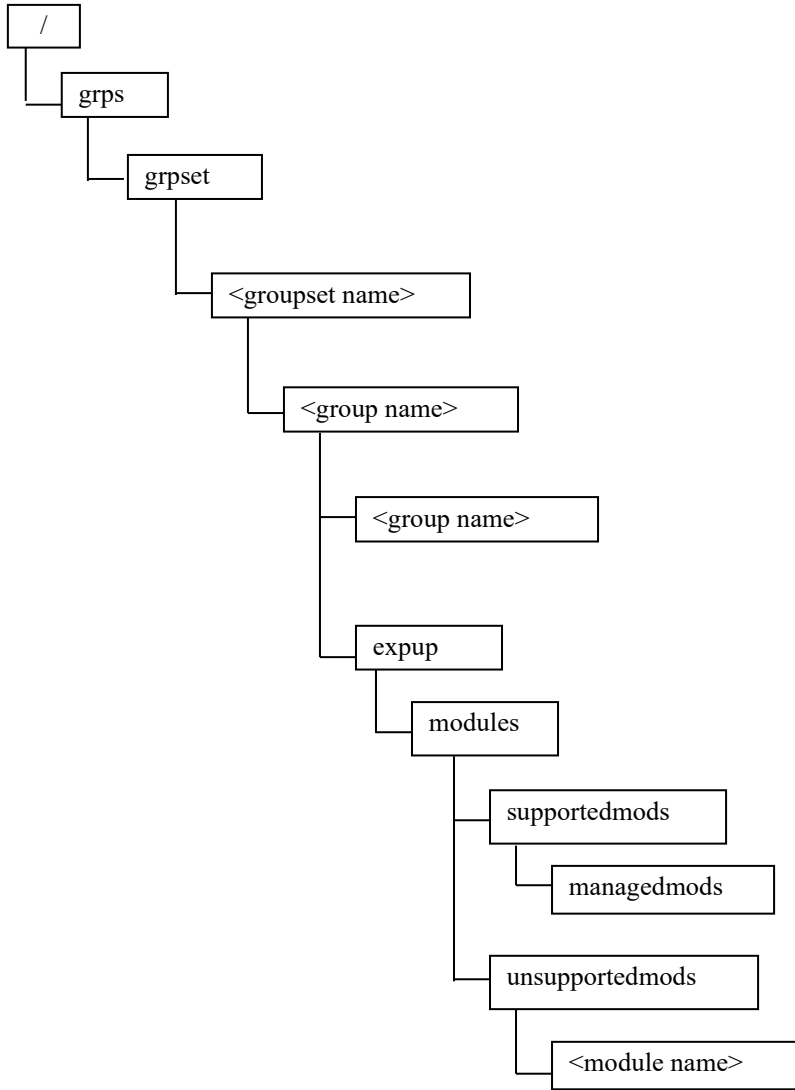 /
grps
grpset
<groupset name>
<group name>
<group name>
expup
modules
supportedmods
managedmods
unsupportedmods
<module name>